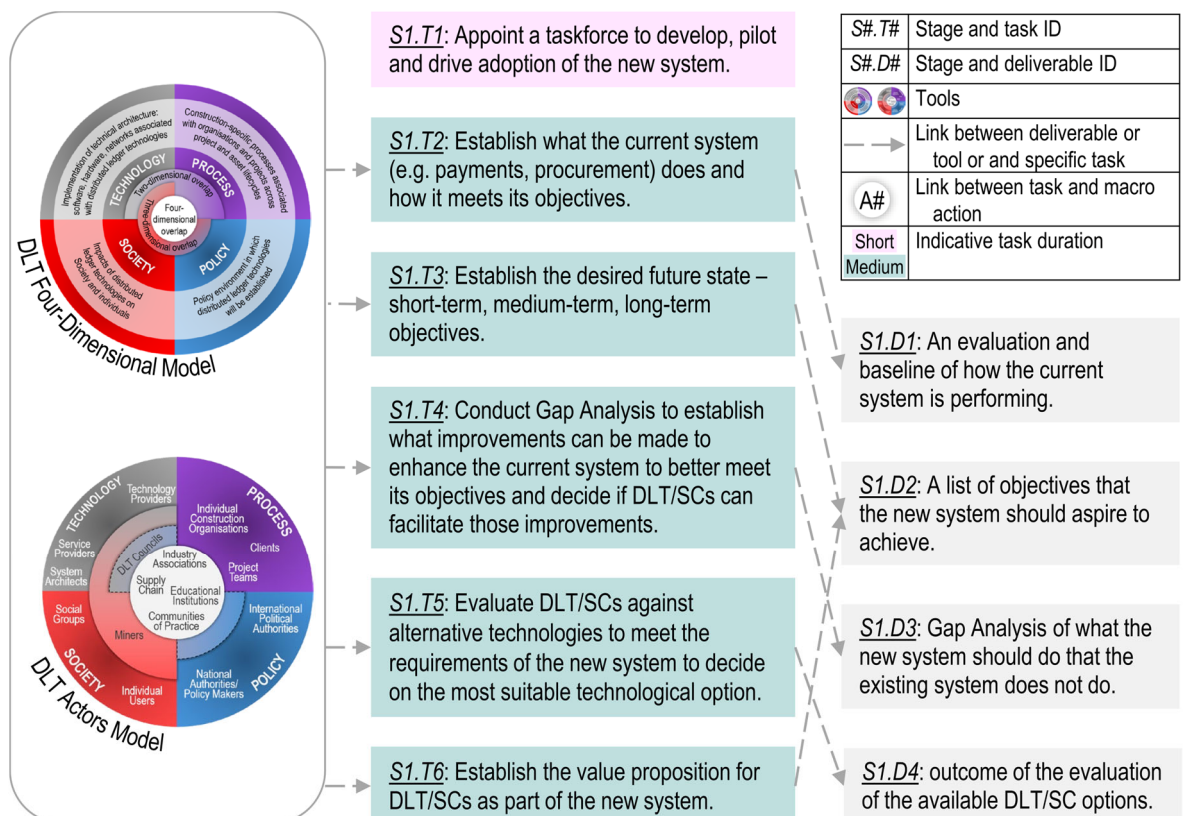 Implementation of technical architecture:
software, hardware, networks associated
with distributed ledger technologies
TECHNOLOGY
Construction-specific processes associated
with organisations and projects across
project and asset lifecycles
PROCESS
Two-dimensional overlap
Three-dimensional overlap
Four-
dimensional
overlap
SOCIETY
Impacts of distributed
ledger technologies on
Society and individuals
POLICY
Policy environment in which
distributed ledger technologies
will be established
DLT Four-Dimensional Model
TECHNOLOGY
Technology
Providers
Service
Providers
System
Architects
DLT Councils
PROCESS
Individual
Construction
Organisations
Clients
Project
Teams
Industry
Associations
Supply
Chain
Educational
Institutions
Communities
of Practice
Social
Groups
Miners
SOCIETY
Individual
Users
International
Political
Authorities
National
Authorities/
Policy Makers
POLICY
DLT Actors Model
S1.T1: Appoint a taskforce to develop, pilot
and drive adoption of the new system.
S1.T2: Establish what the current system
(e.g. payments, procurement) does and
how it meets its objectives.
S1.T3: Establish the desired future state –
short-term, medium-term, long-term
objectives.
S1.T4: Conduct Gap Analysis to establish
what improvements can be made to
enhance the current system to better meet
its objectives and decide if DLT/SCs can
facilitate those improvements.
S1.T5: Evaluate DLT/SCs against
alternative technologies to meet the
requirements of the new system to decide
on the most suitable technological option.
S1.T6: Establish the value proposition for
DLT/SCs as part of the new system.
S#.T# Stage and task ID
S#.D# Stage and deliverable ID
Tools
Link between deliverable or
tool or and specific task
A# Link between task and macro
action
Short Indicative task duration
Medium
S1.D1: An evaluation and
baseline of how the current
system is performing.
S1.D2: A list of objectives that
the new system should aspire to
achieve.
S1.D3: Gap Analysis of what the
new system should do that the
existing system does not do.
S1.D4: outcome of the evaluation
of the available DLT/SC options.